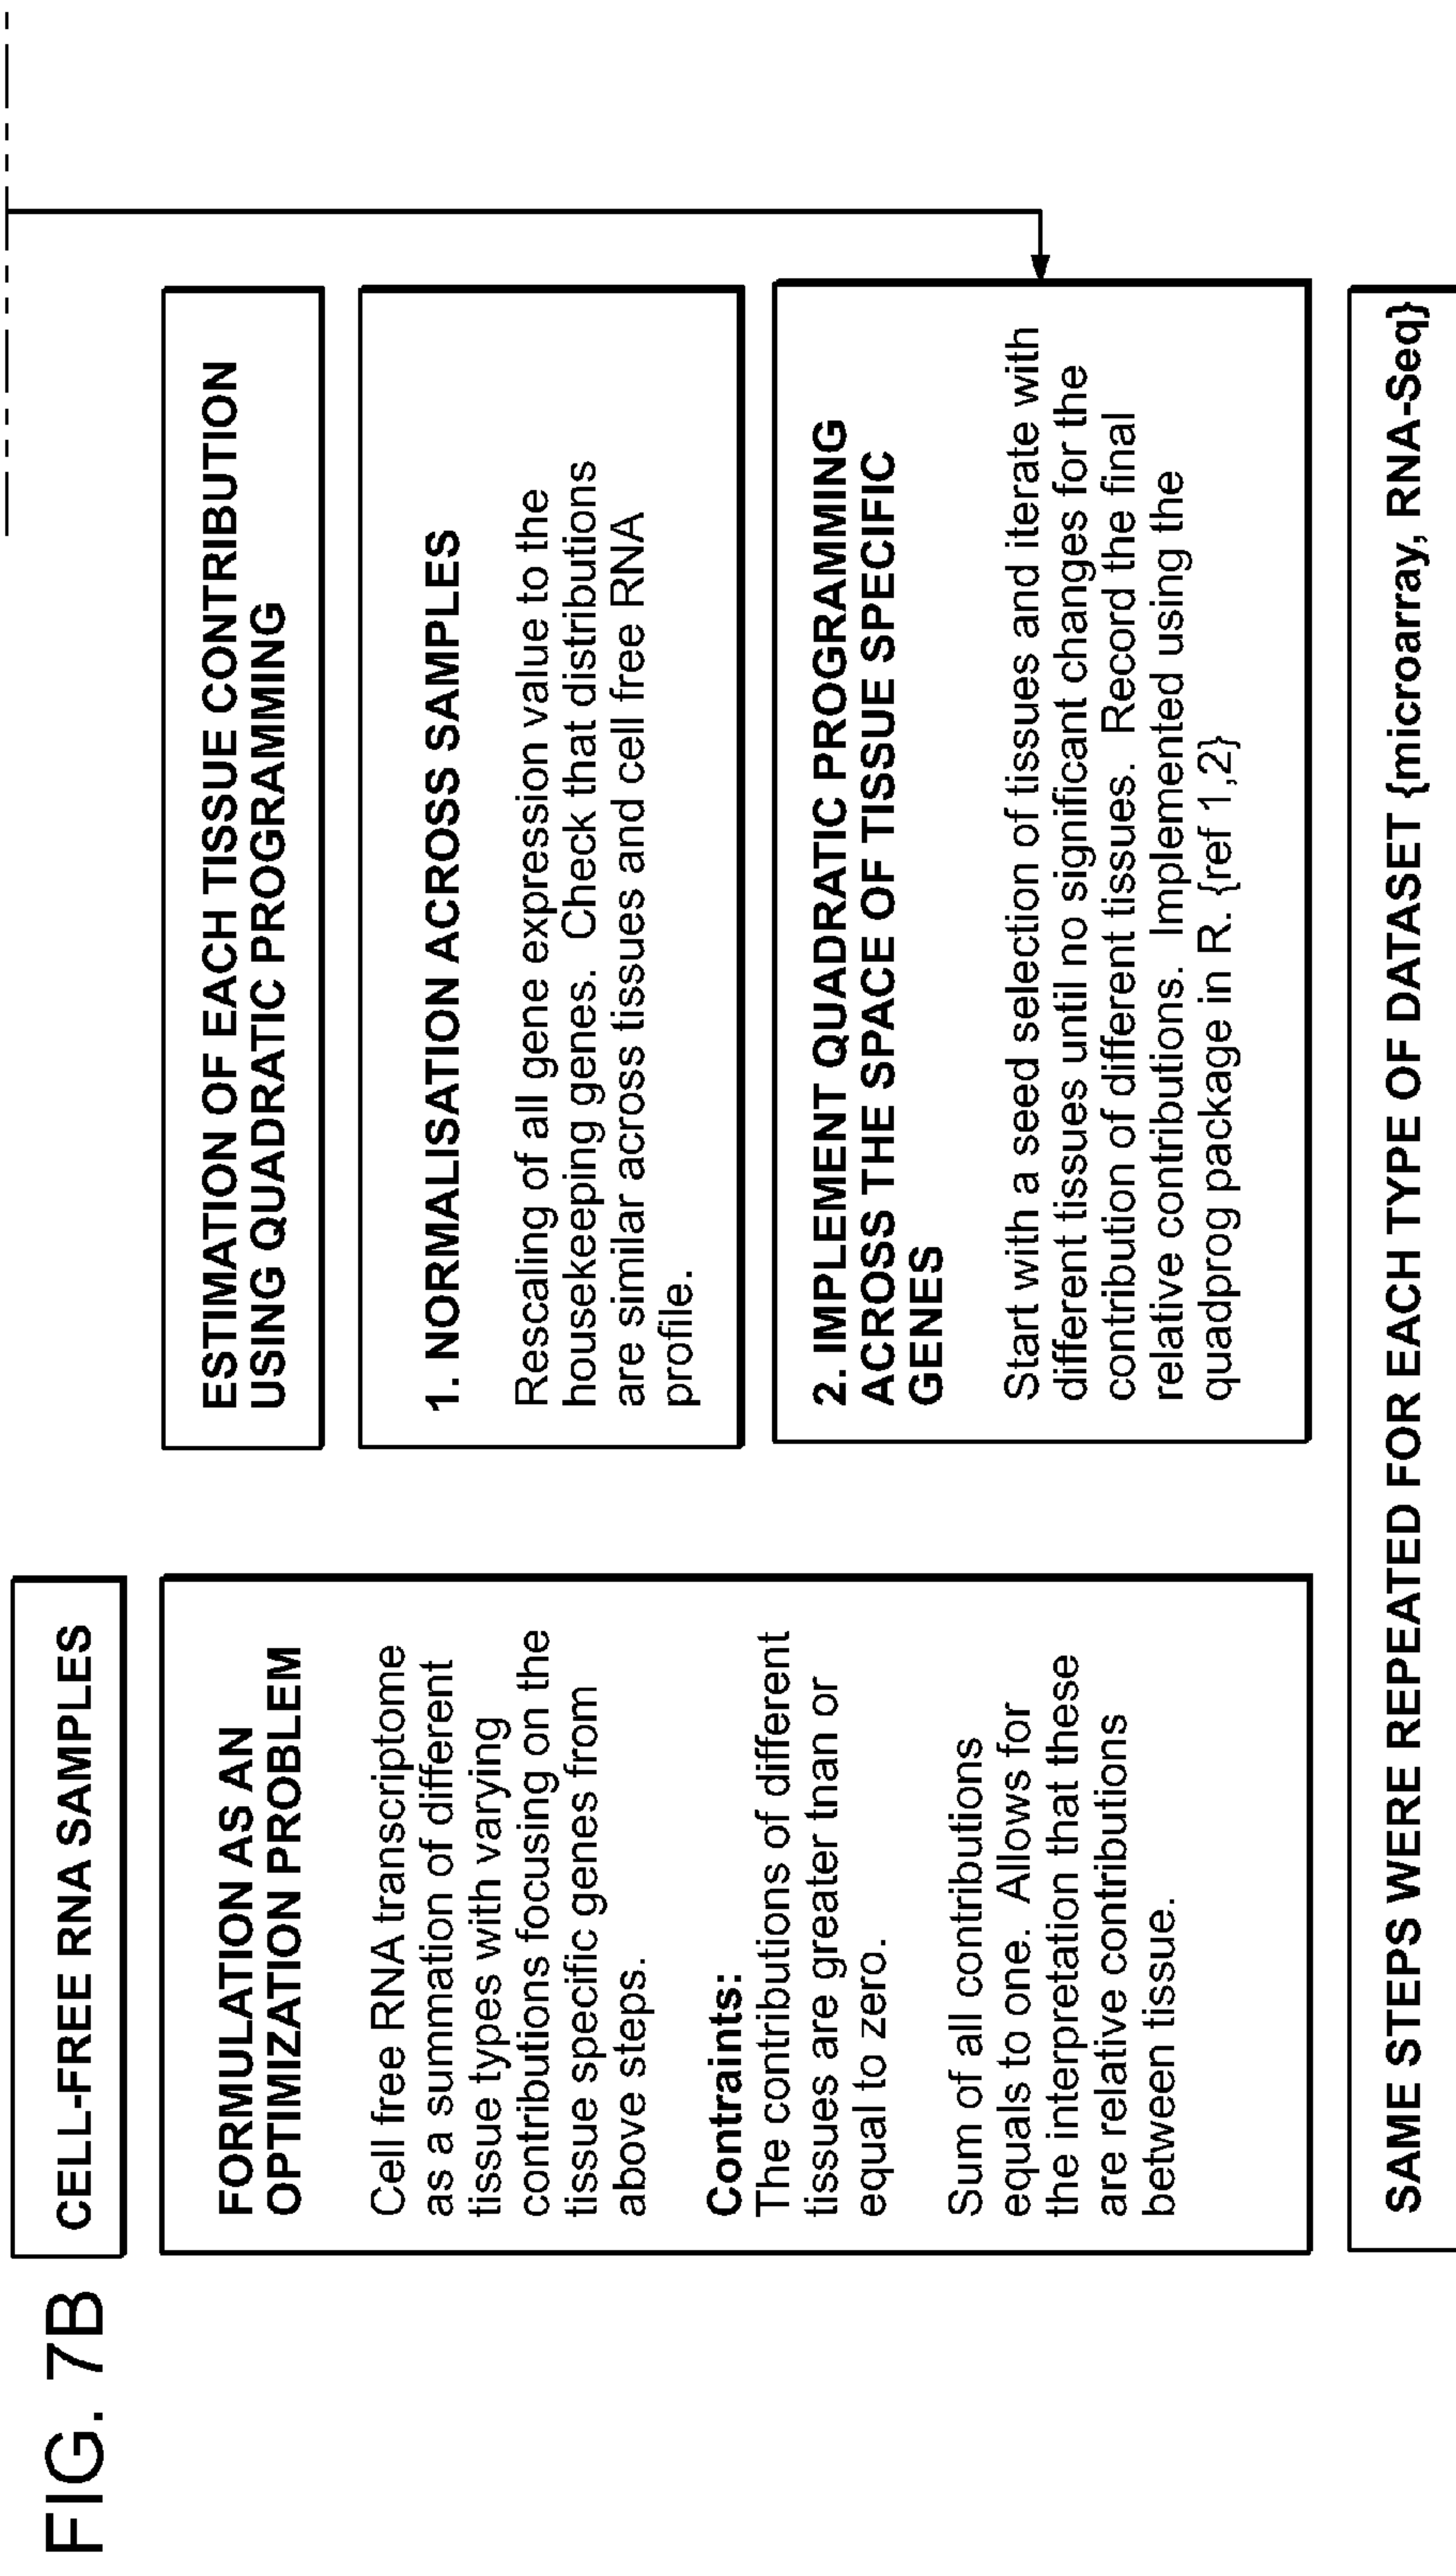 FIG. 7B
CELL-FREE RNA SAMPLES
FORMULATION AS AN
OPTIMIZATION PROBLEM
Cell free RNA transcriptome
as a summation of different
tissue types with varying
contributions focusing on the
tissue specific genes from
above steps.
Contraints:
The contributions of different
tissues are greater tnan or
equal to zero.
Sum of all contributions
equals to one.  Allows for
the interpretation that these
are relative contributions
between tissue.
ESTIMATION OF EACH TISSUE CONTRIBUTION
USING QUADRATIC PROGRAMMING
1. NORMALISATION ACROSS SAMPLES
Rescaling of all gene expression value to the
housekeeping genes.  Check that distributions
are similar across tissues and cell free RNA
profile.
2. IMPLEMENT QUADRATIC PROGRAMMING
ACROSS THE SPACE OF TISSUE SPECIFIC
GENES
Start with a seed selection of tissues and iterate with
different tissues until no significant changes for the
contribution of different tissues.  Record the final
relative contributions.  Implemented using the
quadprog package in R. {ref 1,2}
SAME STEPS WERE REPEATED FOR EACH TYPE OF DATASET {microarray, RNA-Seq}